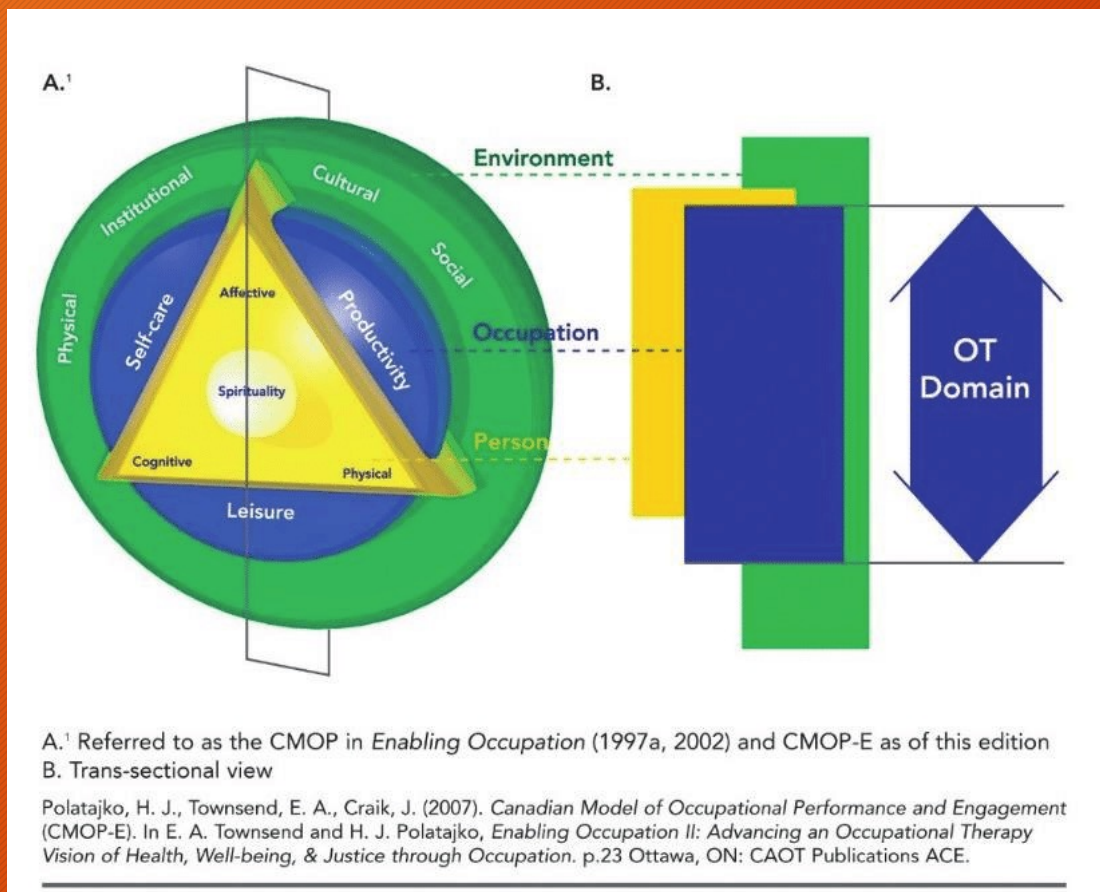 A.¹
B.
Environment
Institutional
Cultural
Social
Physical
Self-care
Affective
Productivity
Occupation
OT
Domain
Spirituality
Person
Cognitive
Physical
Leisure
A.¹ Referred to as the CMOP in Enabling Occupation (1997a, 2002) and CMOP-E as of this edition
B. Trans-sectional view
Polatajko, H. J., Townsend, E. A., Craik, J. (2007). Canadian Model of Occupational Performance and Engagement
(CMOP-E). In E. A. Townsend and H. J. Polatajko, Enabling Occupation II: Advancing an Occupational Therapy
Vision of Health, Well-being, & Justice through Occupation. p.23 Ottawa, ON: CAOT Publications ACE.